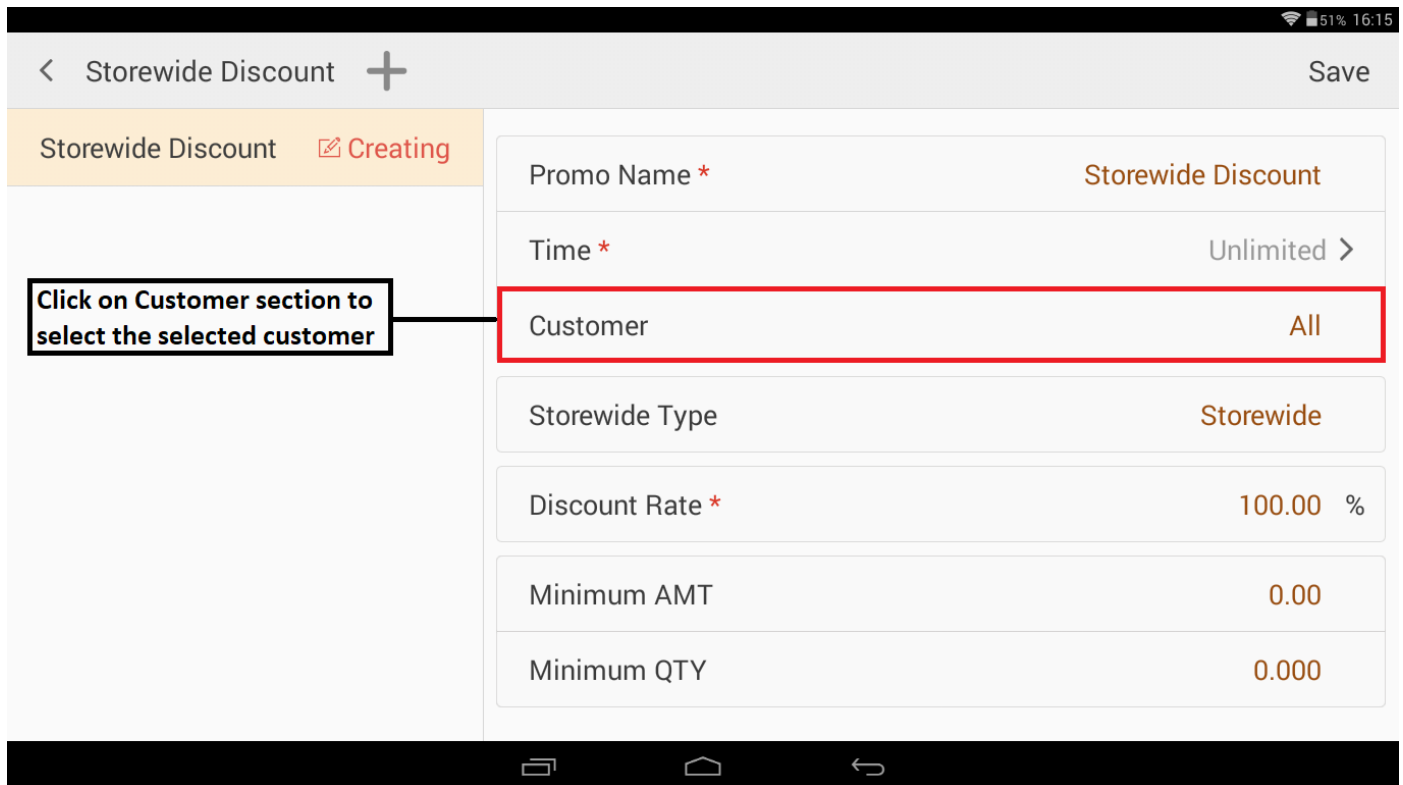 51% 16:15
Storewide Discount
Save
Storewide Discount Creating
Promo Name * Storewide Discount
Time * Unlimited
Click on Customer section to
select the selected customer
Customer All
Storewide Type Storewide
Discount Rate * 100.00 %
Minimum AMT 0.00
Minimum QTY 0.000